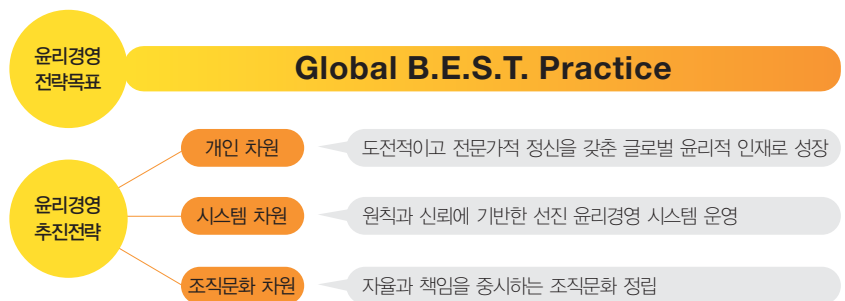 윤리경영
전략목표
Global B.E.S.T. Practice
개인 차원
도전적이고 전문가적 정신을 갖춘 글로벌 윤리적 인재로 성장
윤리경영
추진전략
시스템 차원
원칙과 신뢰에 기반한 선진 윤리경영 시스템 운영
조직문화 차원
자율과 책임을 중시하는 조직문화 정립